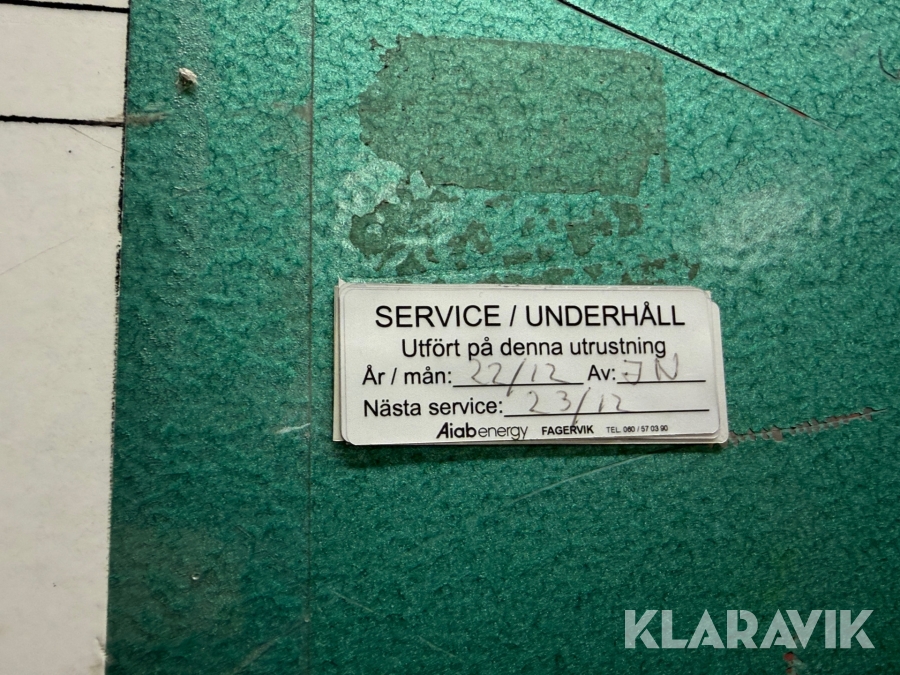 SERVICE / UNDERHÅLL
Utfört på denna utrustning
År / mån: 22/12 Av: JN
Nästa service: 23/12
Aiabenergy FAGERVIK TEL. 060 / 57 03 90
KLARAVIK